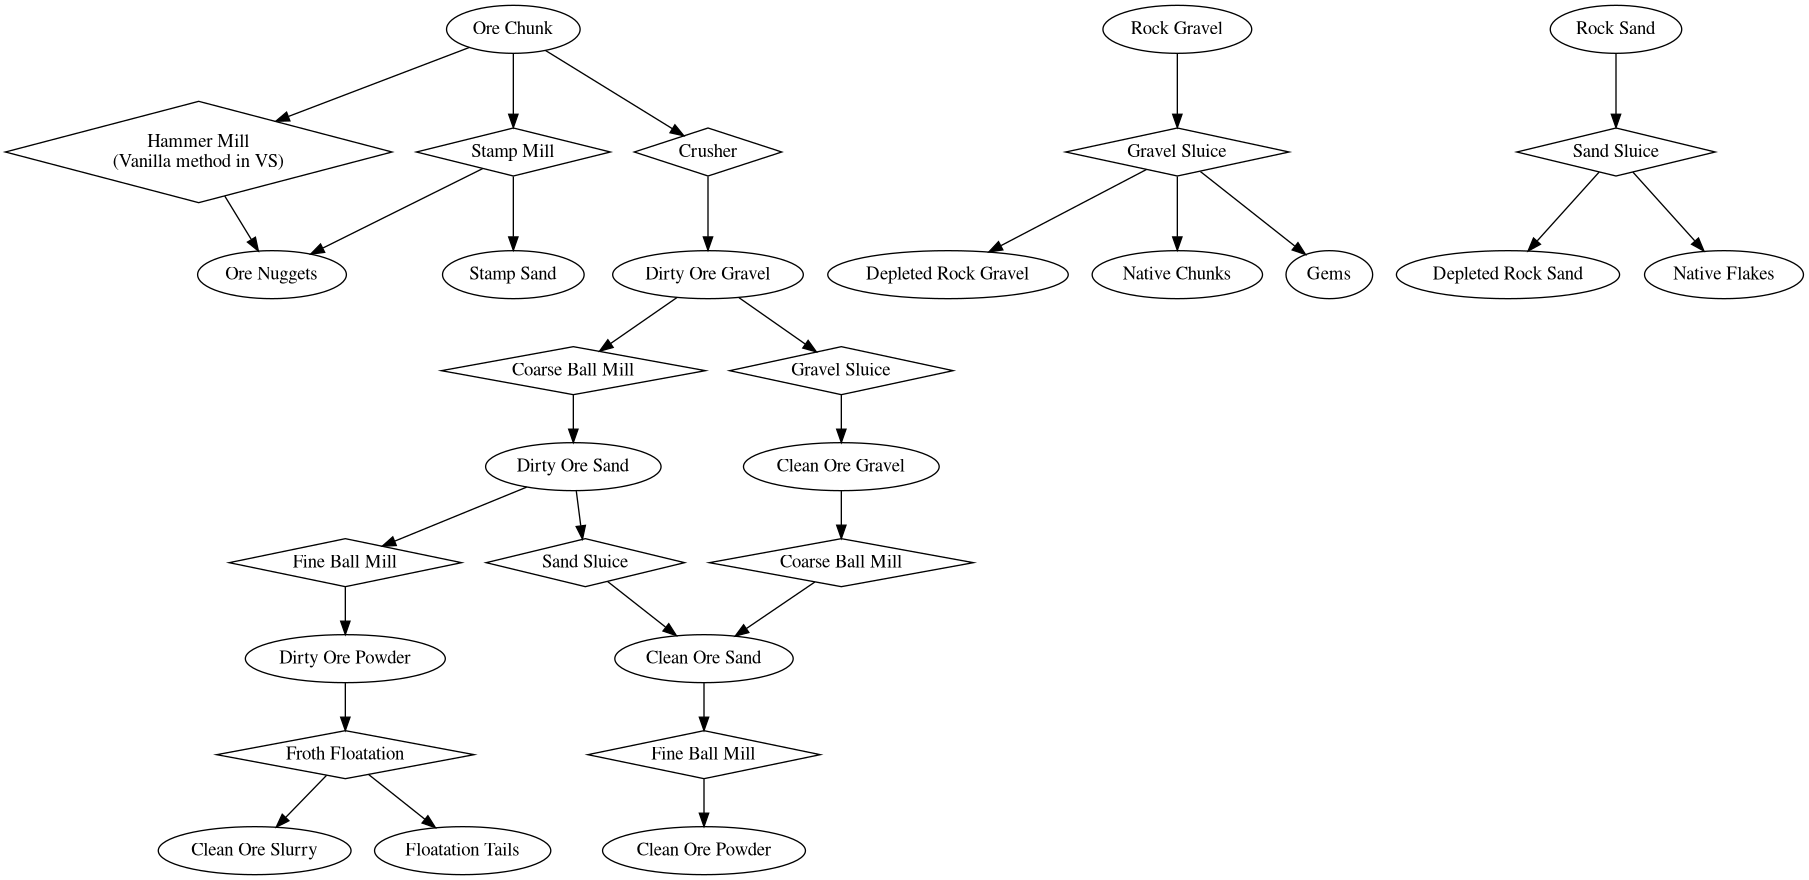 Ore Chunk
Rock Gravel
Rock Sand
Hammer Mill
(Vanilla method in VS)
Stamp Mill
Crusher
Gravel Sluice
Sand Sluice
Ore Nuggets
Stamp Sand
Dirty Ore Gravel
Depleted Rock Gravel
Native Chunks
Gems
Depleted Rock Sand
Native Flakes
Coarse Ball Mill
Gravel Sluice
Dirty Ore Sand
Clean Ore Gravel
Fine Ball Mill
Sand Sluice
Coarse Ball Mill
Dirty Ore Powder
Clean Ore Sand
Froth Floatation
Fine Ball Mill
Clean Ore Slurry
Floatation Tails
Clean Ore Powder